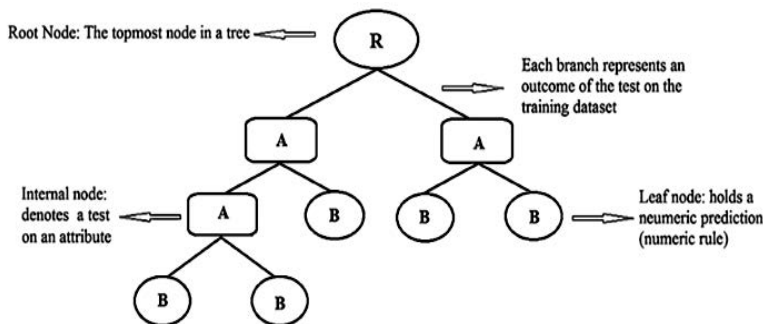 Root Node: The topmost node in a tree
R
Each branch represents an
outcome of the test on the
training dataset
A
A
Internal node:
denotes a test
on an attribute
A
B
B
B
Leaf node: holds a
neumeric prediction
(numeric rule)
B
B